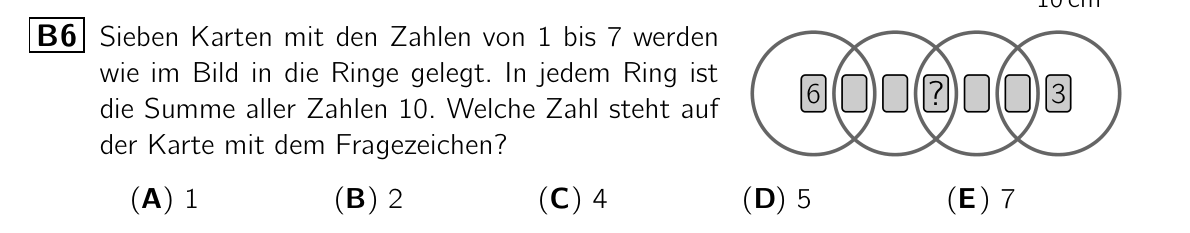 10 cm
B6 Sieben Karten mit den Zahlen von 1 bis 7 werden
wie im Bild in die Ringe gelegt. In jedem Ring ist
die Summe aller Zahlen 10. Welche Zahl steht auf
der Karte mit dem Fragezeichen?
6 ? 3
(A) 1 (B) 2 (C) 4 (D) 5 (E) 7